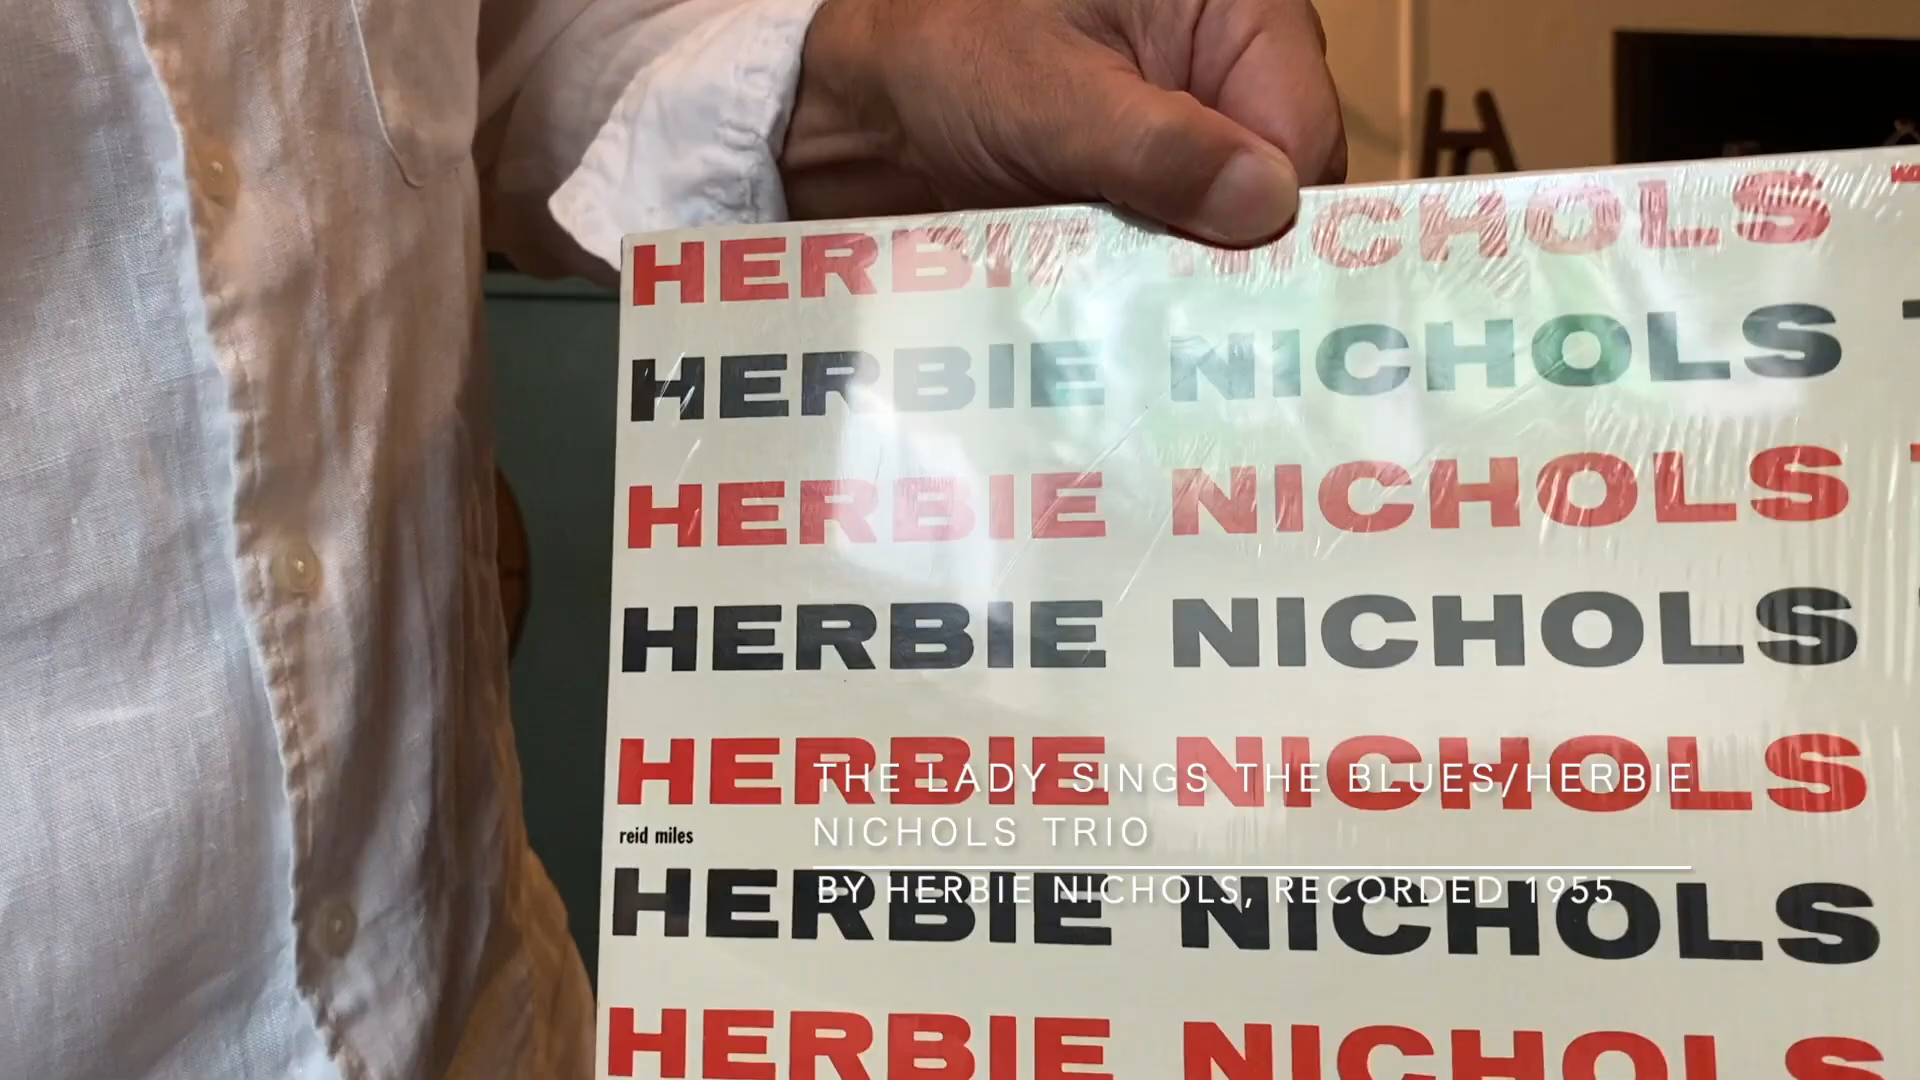 HERBIE NICHOLS
HERBIE NICHOLS
HERBIE NICHOLS
HERBIE NICHOLS
HERBIE NICHOLS
THE LADY SINGS THE BLUES/HERBIE
NICHOLS TRIO
reid miles
HERBIE NICHOLS
BY HERBIE NICHOLS, RECORDED 1955
HERBIE NICHOLS